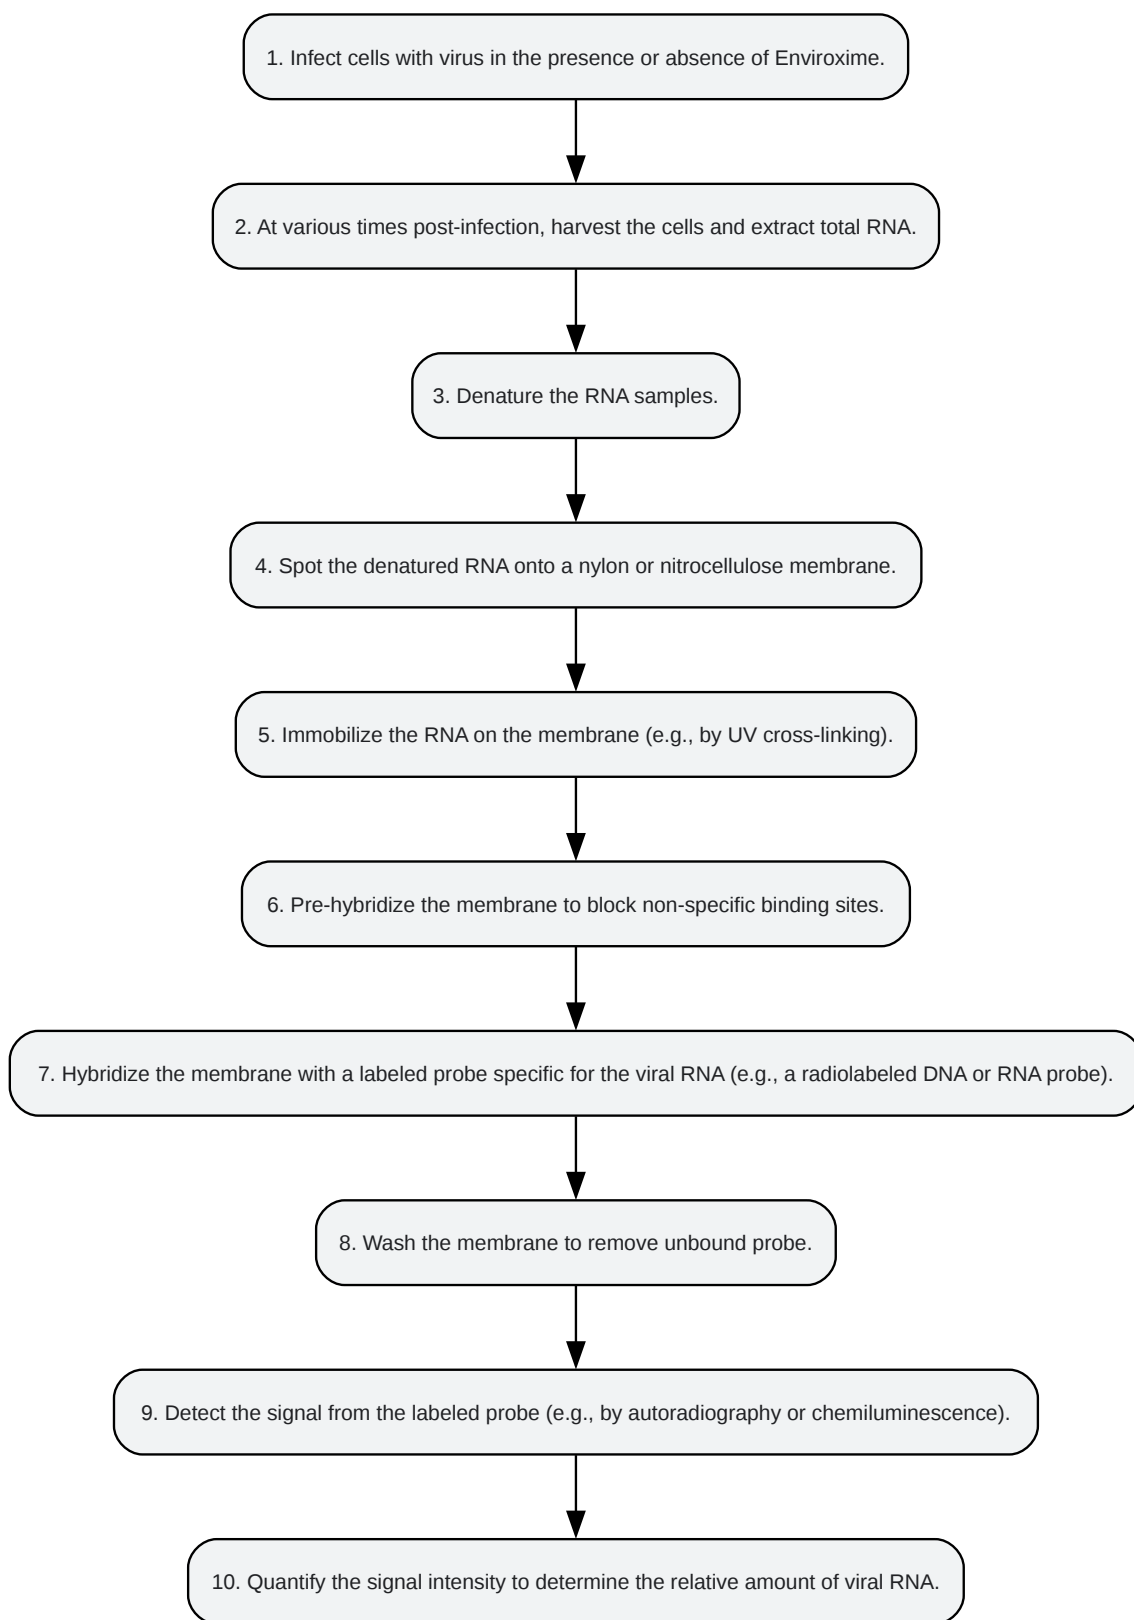 1. Infect cells with virus in the presence or absence of Enviroxime.
2. At various times post-infection, harvest the cells and extract total RNA.
3. Denature the RNA samples.
4. Spot the denatured RNA onto a nylon or nitrocellulose membrane.
5. Immobilize the RNA on the membrane (e.g., by UV cross-linking).
6. Pre-hybridize the membrane to block non-specific binding sites.
7. Hybridize the membrane with a labeled probe specific for the viral RNA (e.g., a radiolabeled DNA or RNA probe).
8. Wash the membrane to remove unbound probe.
9. Detect the signal from the labeled probe (e.g., by autoradiography or chemiluminescence).
10. Quantify the signal intensity to determine the relative amount of viral RNA.